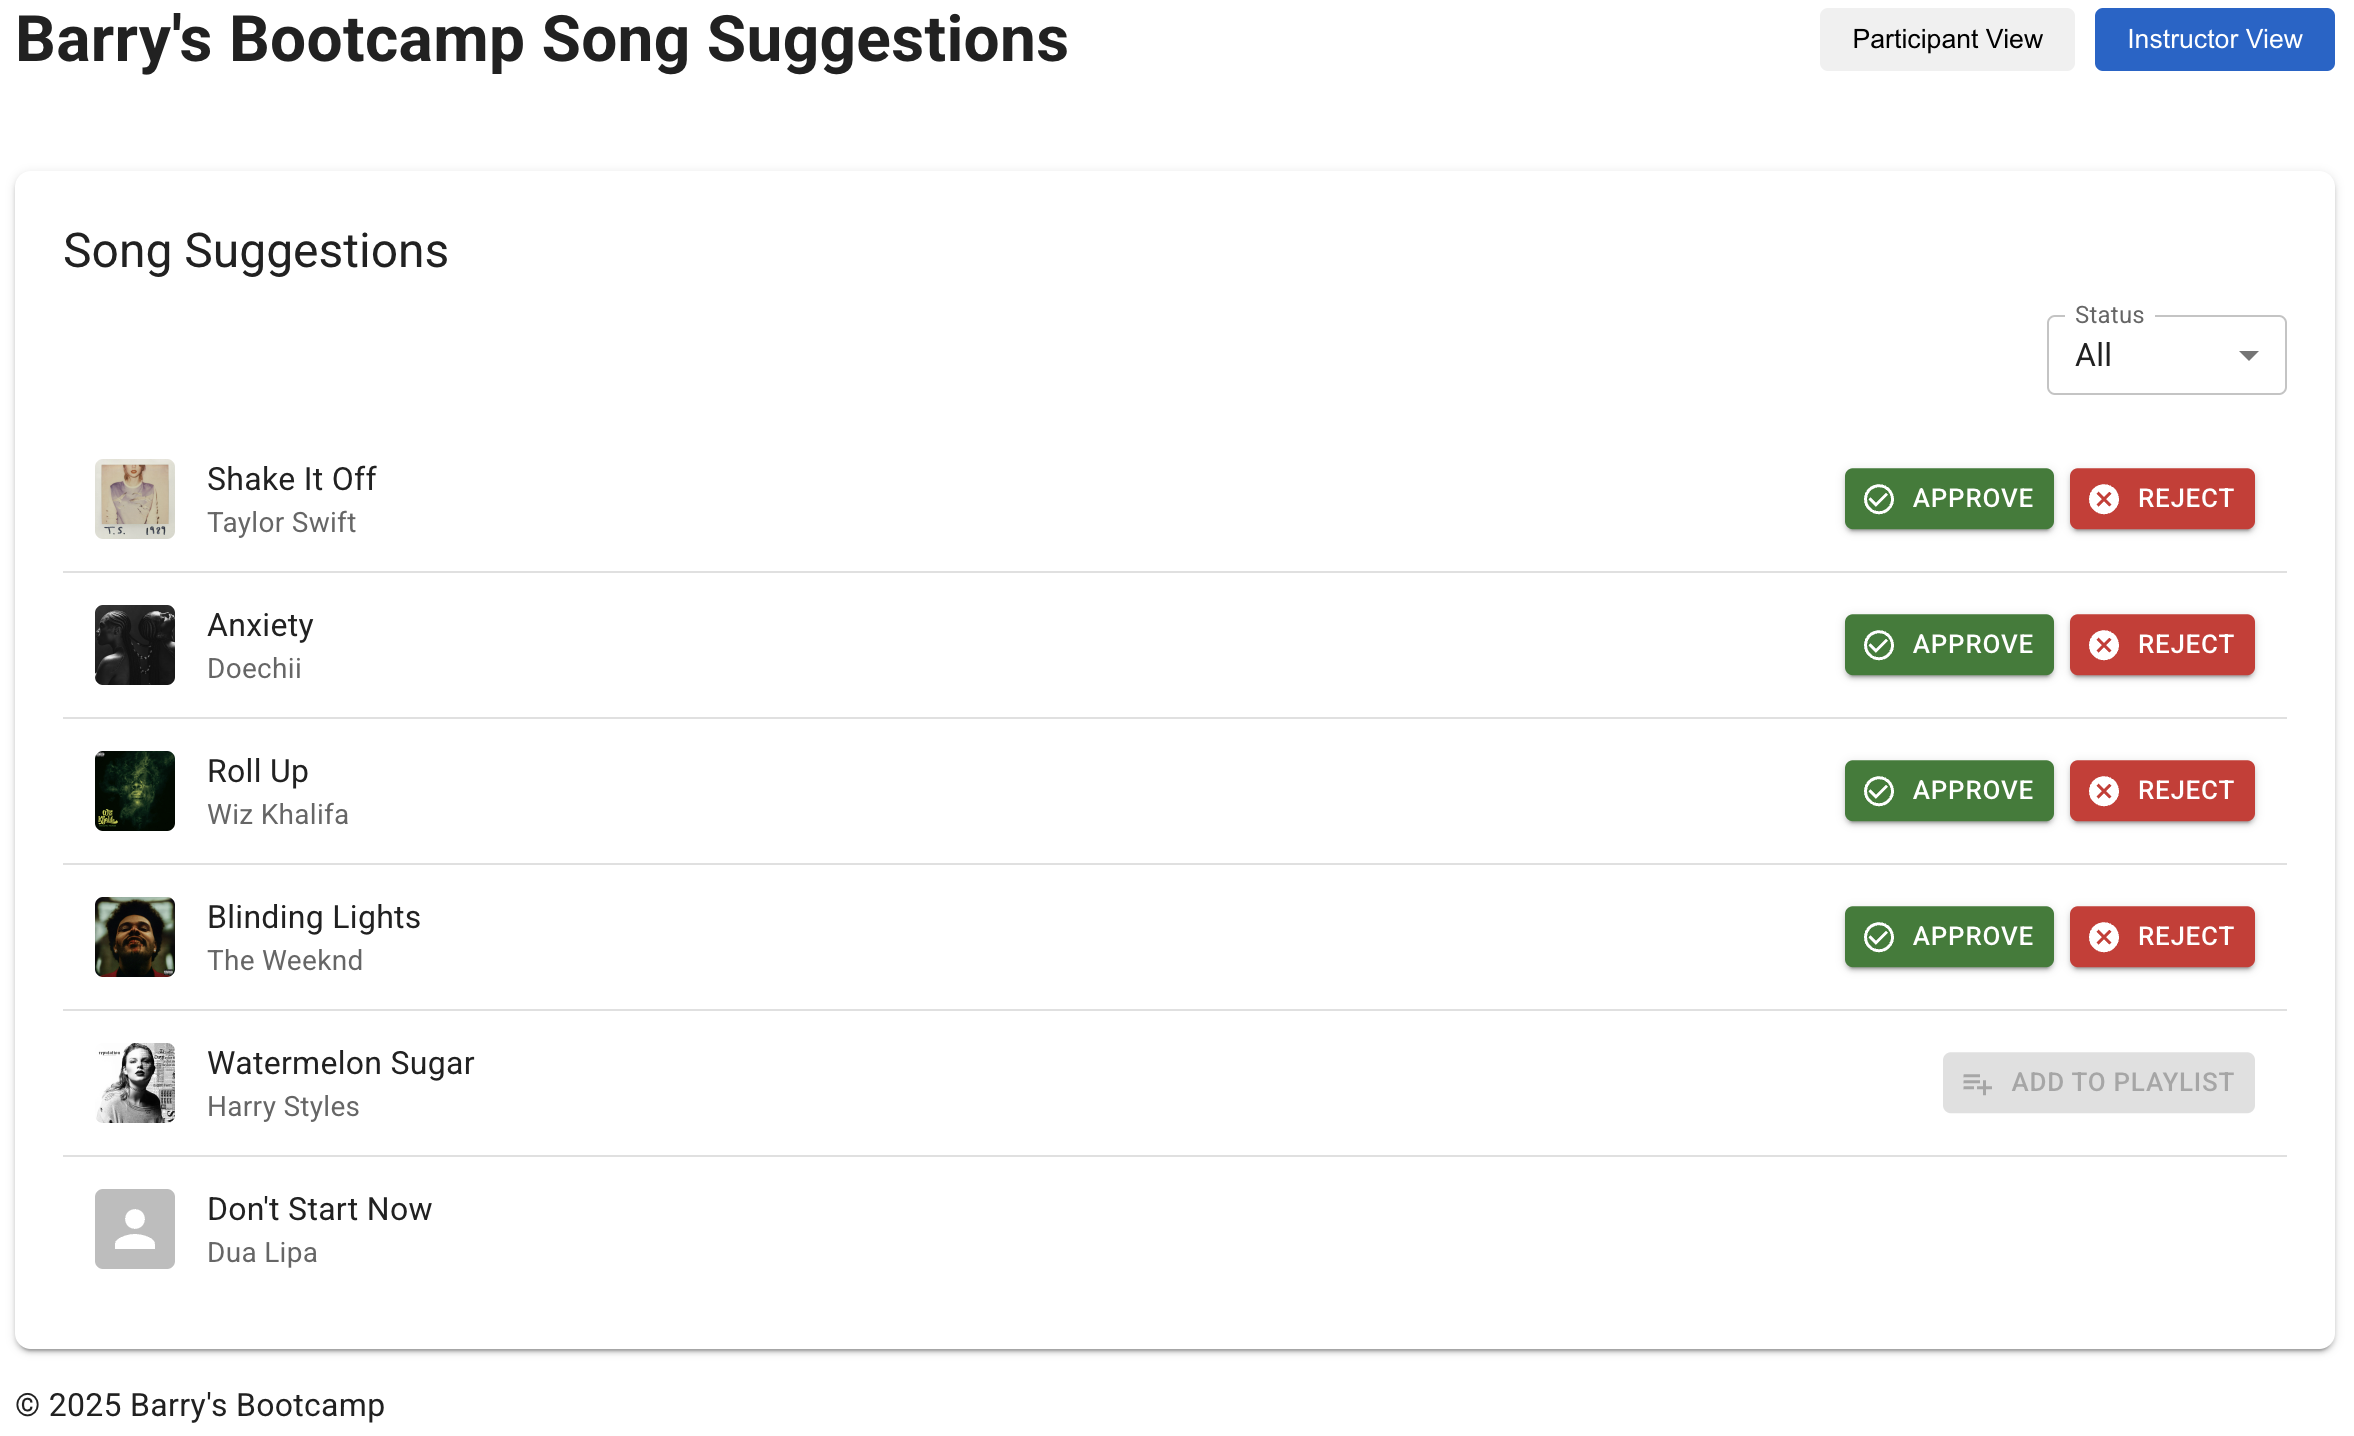 Barry's Bootcamp Song Suggestions
Participant View
Instructor View
Song Suggestions
Status
All
T.S. 1989
Shake It Off
Taylor Swift
APPROVE
REJECT
Anxiety
Doechii
APPROVE
REJECT
Roll Up
Wiz Khalifa
APPROVE
REJECT
Blinding Lights
The Weeknd
APPROVE
REJECT
reputation
Watermelon Sugar
Harry Styles
ADD TO PLAYLIST
Don't Start Now
Dua Lipa
© 2025 Barry's Bootcamp